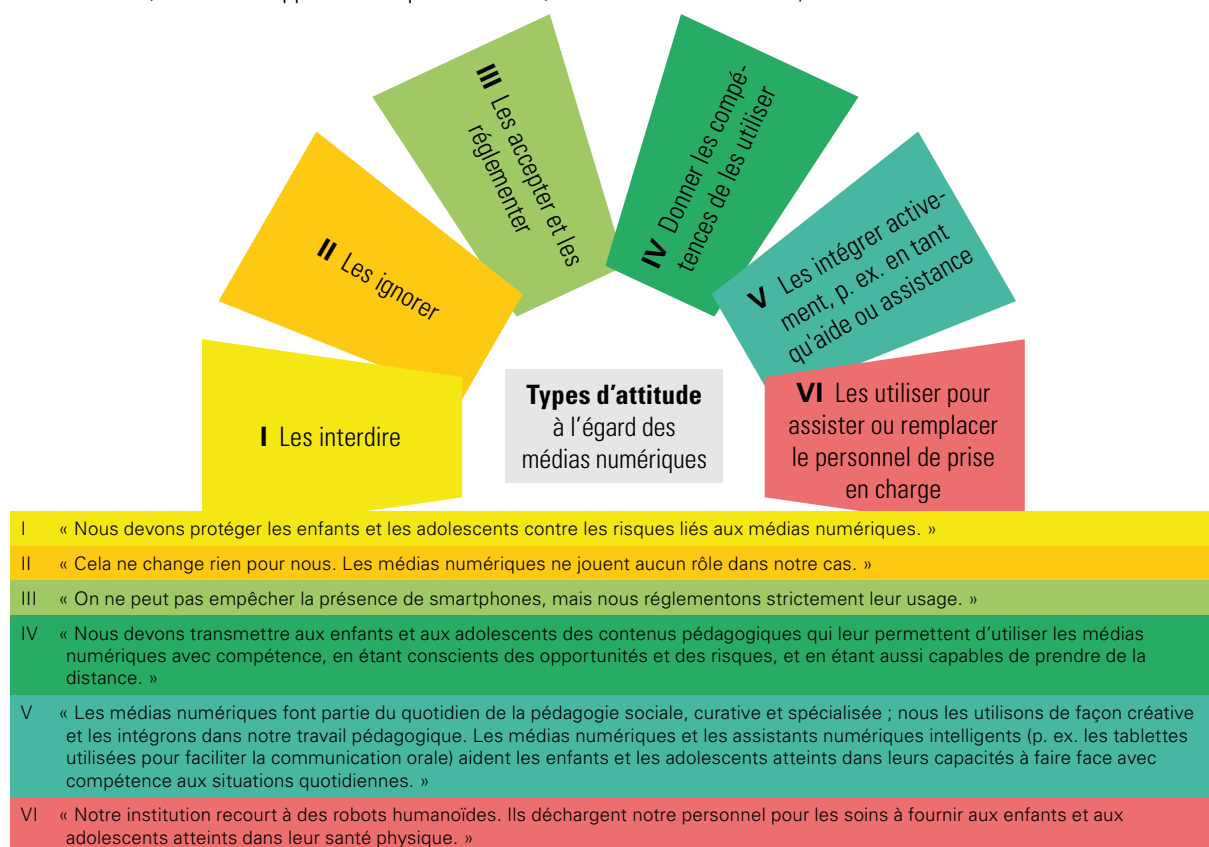 III Les accepter et les
réglementer
IV Donner les compé-
tences de les utiliser
II Les ignorer
V Les intégrer active-
ment, p. ex. en tant
qu'aide ou assistance
I Les interdire
Types d'attitude
à l'égard des
médias numériques
VI Les utiliser pour
assister ou remplacer
le personnel de prise
en charge
I « Nous devons protéger les enfants et les adolescents contre les risques liés aux médias numériques. »
II « Cela ne change rien pour nous. Les médias numériques ne jouent aucun rôle dans notre cas. »
III « On ne peut pas empêcher la présence de smartphones, mais nous réglementons strictement leur usage. »
IV « Nous devons transmettre aux enfants et aux adolescents des contenus pédagogiques qui leur permettent d'utiliser les médias
numériques avec compétence, en étant conscients des opportunités et des risques, et en étant aussi capables de prendre de la
distance. »
V « Les médias numériques font partie du quotidien de la pédagogie sociale, curative et spécialisée ; nous les utilisons de façon créative
et les intégrons dans notre travail pédagogique. Les médias numériques et les assistants numériques intelligents (p. ex. les tablettes
utilisées pour faciliter la communication orale) aident les enfants et les adolescents atteints dans leurs capacités à faire face avec
compétence aux situations quotidiennes. »
VI « Notre institution recourt à des robots humanoïdes. Ils déchargent notre personnel pour les soins à fournir aux enfants et aux
adolescents atteints dans leur santé physique. »